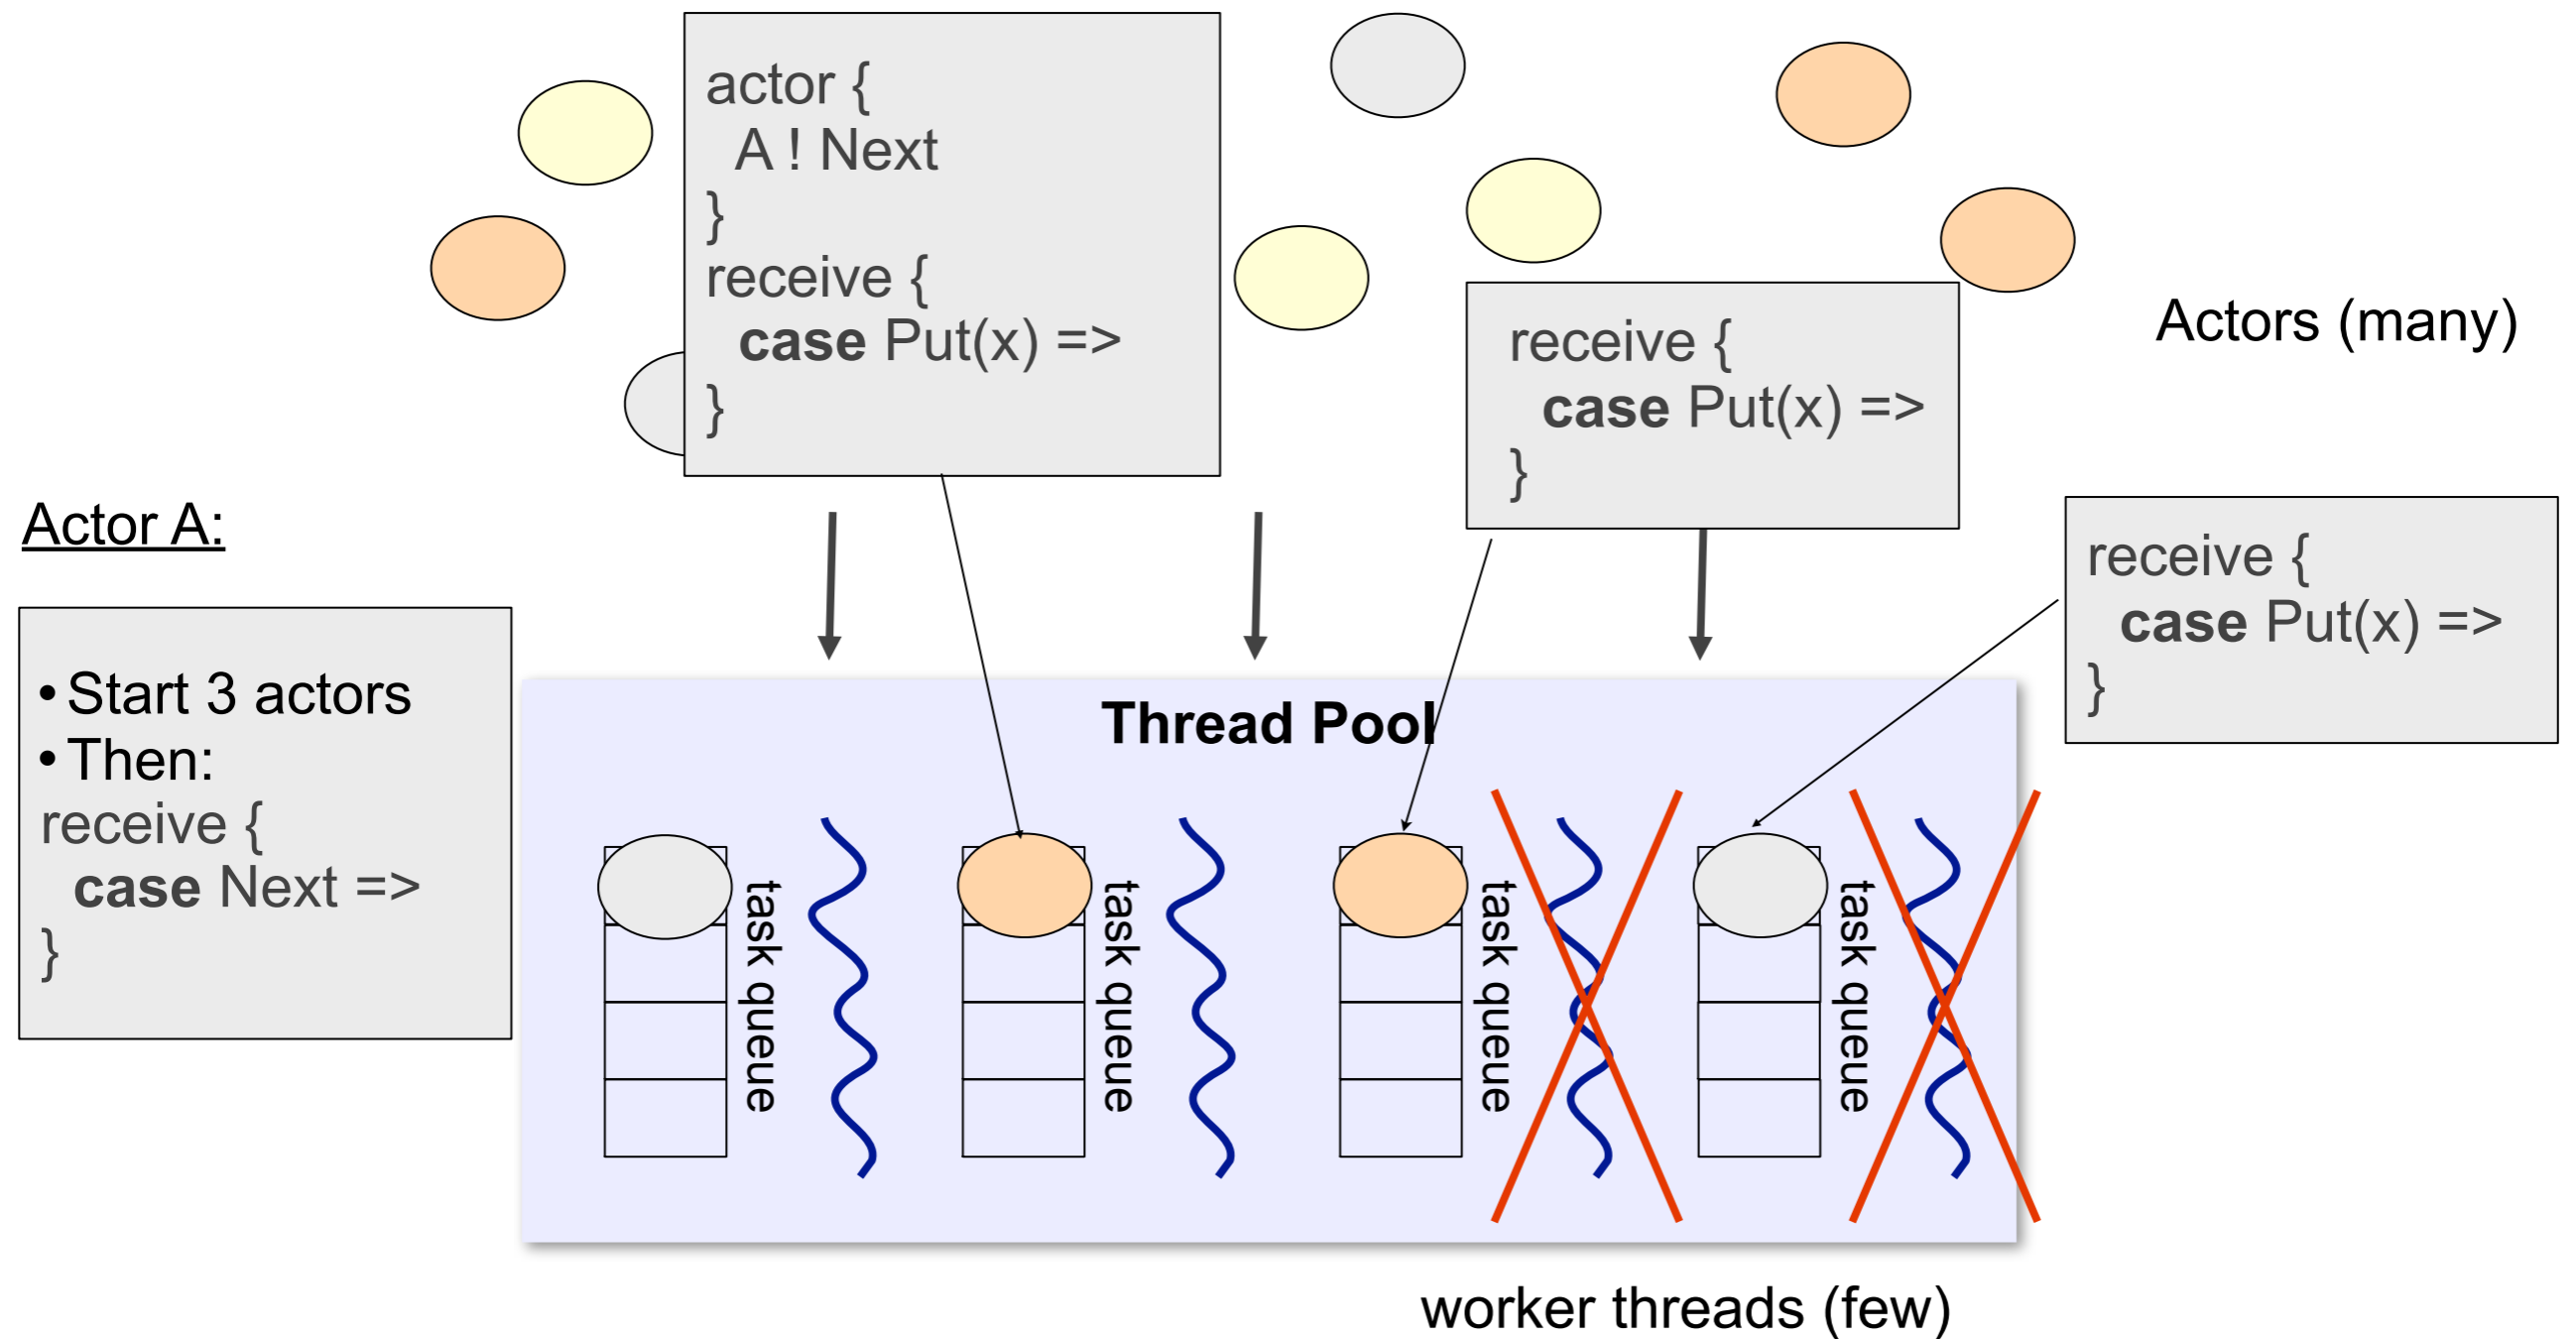 actor {
A ! Next
}
receive {
case Put(x) =>
}
receive {
case Put(x) =>
}
Actors (many)
Actor A:
receive {
case Put(x) =>
}
• Start 3 actors
• Then:
receive {
case Next =>
}
Thread Pool
task queue
task queue
task queue
task queue
worker threads (few)